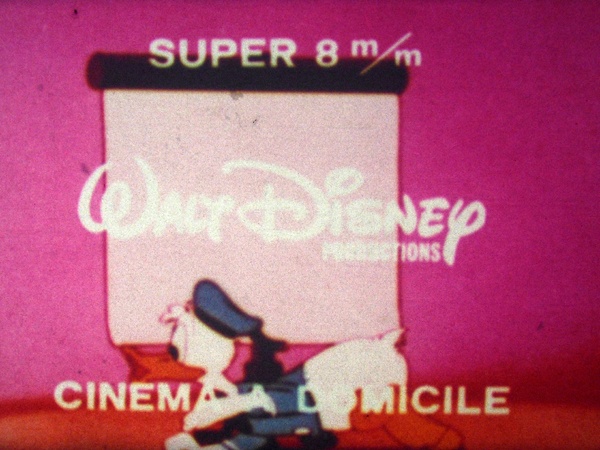 SUPER 8 m/m
WALT DISNEY
PRODUCTIONS
CINEMA A DOMICILE